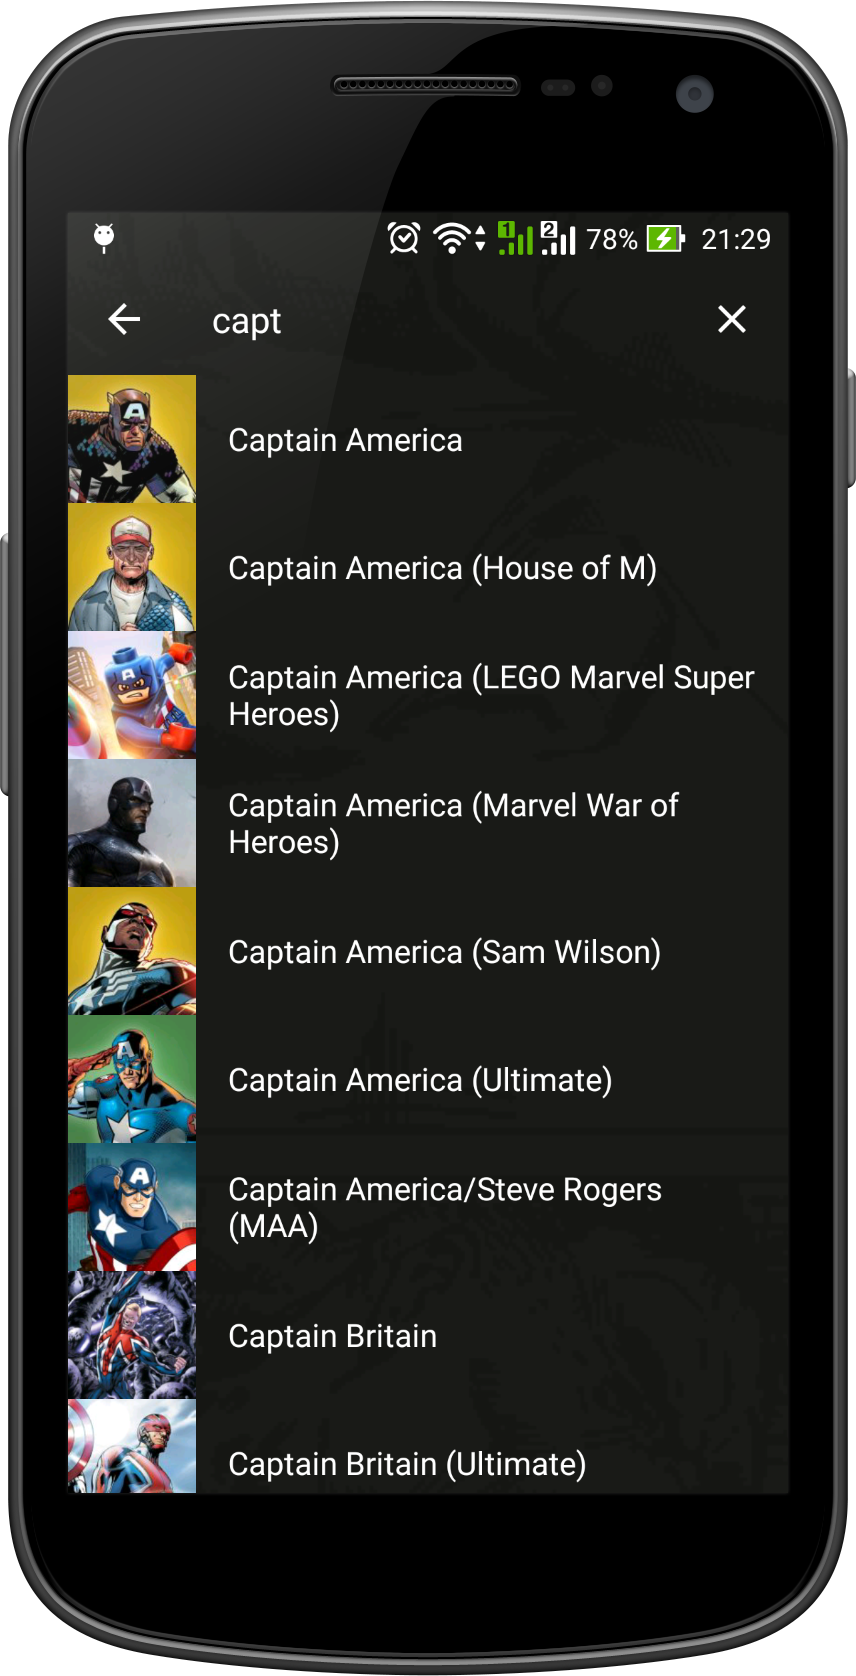 1 2 78% 21:29
capt
Captain America
Captain America (House of M)
Captain America (LEGO Marvel Super
Heroes)
Captain America (Marvel War of
Heroes)
Captain America (Sam Wilson)
Captain America (Ultimate)
Captain America/Steve Rogers
(MAA)
Captain Britain
Captain Britain (Ultimate)